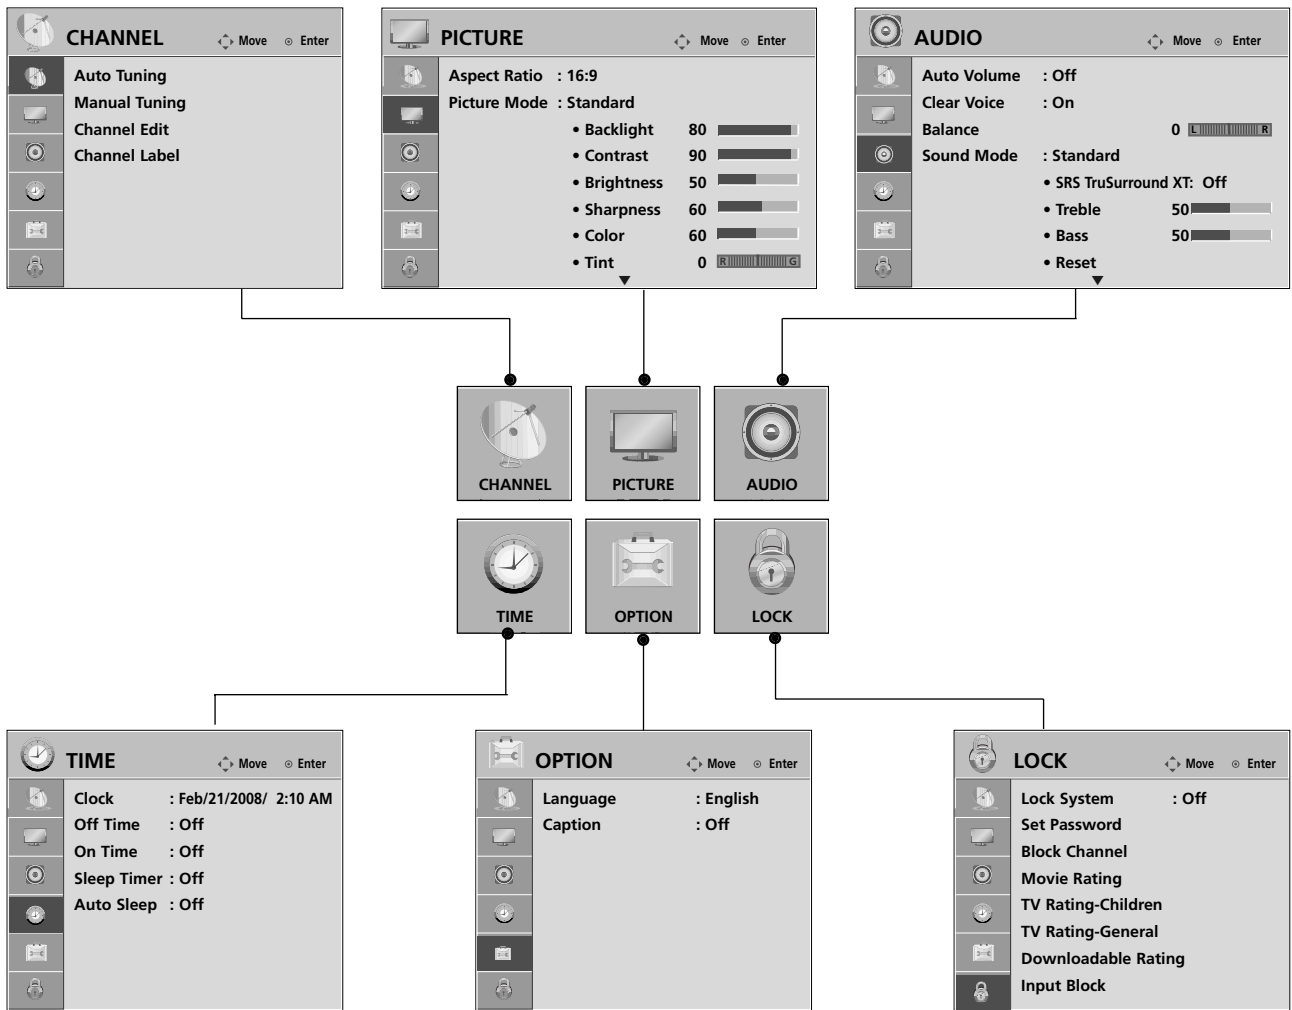 CHANNEL Move Enter
Auto Tuning
Manual Tuning
Channel Edit
Channel Label
PICTURE Move Enter
Aspect Ratio : 16:9
Picture Mode : Standard
• Backlight 80
• Contrast 90
• Brightness 50
• Sharpness 60
• Color 60
• Tint 0 R G
AUDIO Move Enter
Auto Volume : Off
Clear Voice : On
Balance 0 L R
Sound Mode : Standard
• SRS TruSurround XT: Off
• Treble 50
• Bass 50
• Reset
CHANNEL
PICTURE
AUDIO
TIME
OPTION
LOCK
TIME Move Enter
Clock : Feb/21/2008/ 2:10 AM
Off Time : Off
On Time : Off
Sleep Timer : Off
Auto Sleep : Off
OPTION Move Enter
Language : English
Caption : Off
LOCK Move Enter
Lock System : Off
Set Password
Block Channel
Movie Rating
TV Rating-Children
TV Rating-General
Downloadable Rating
Input Block